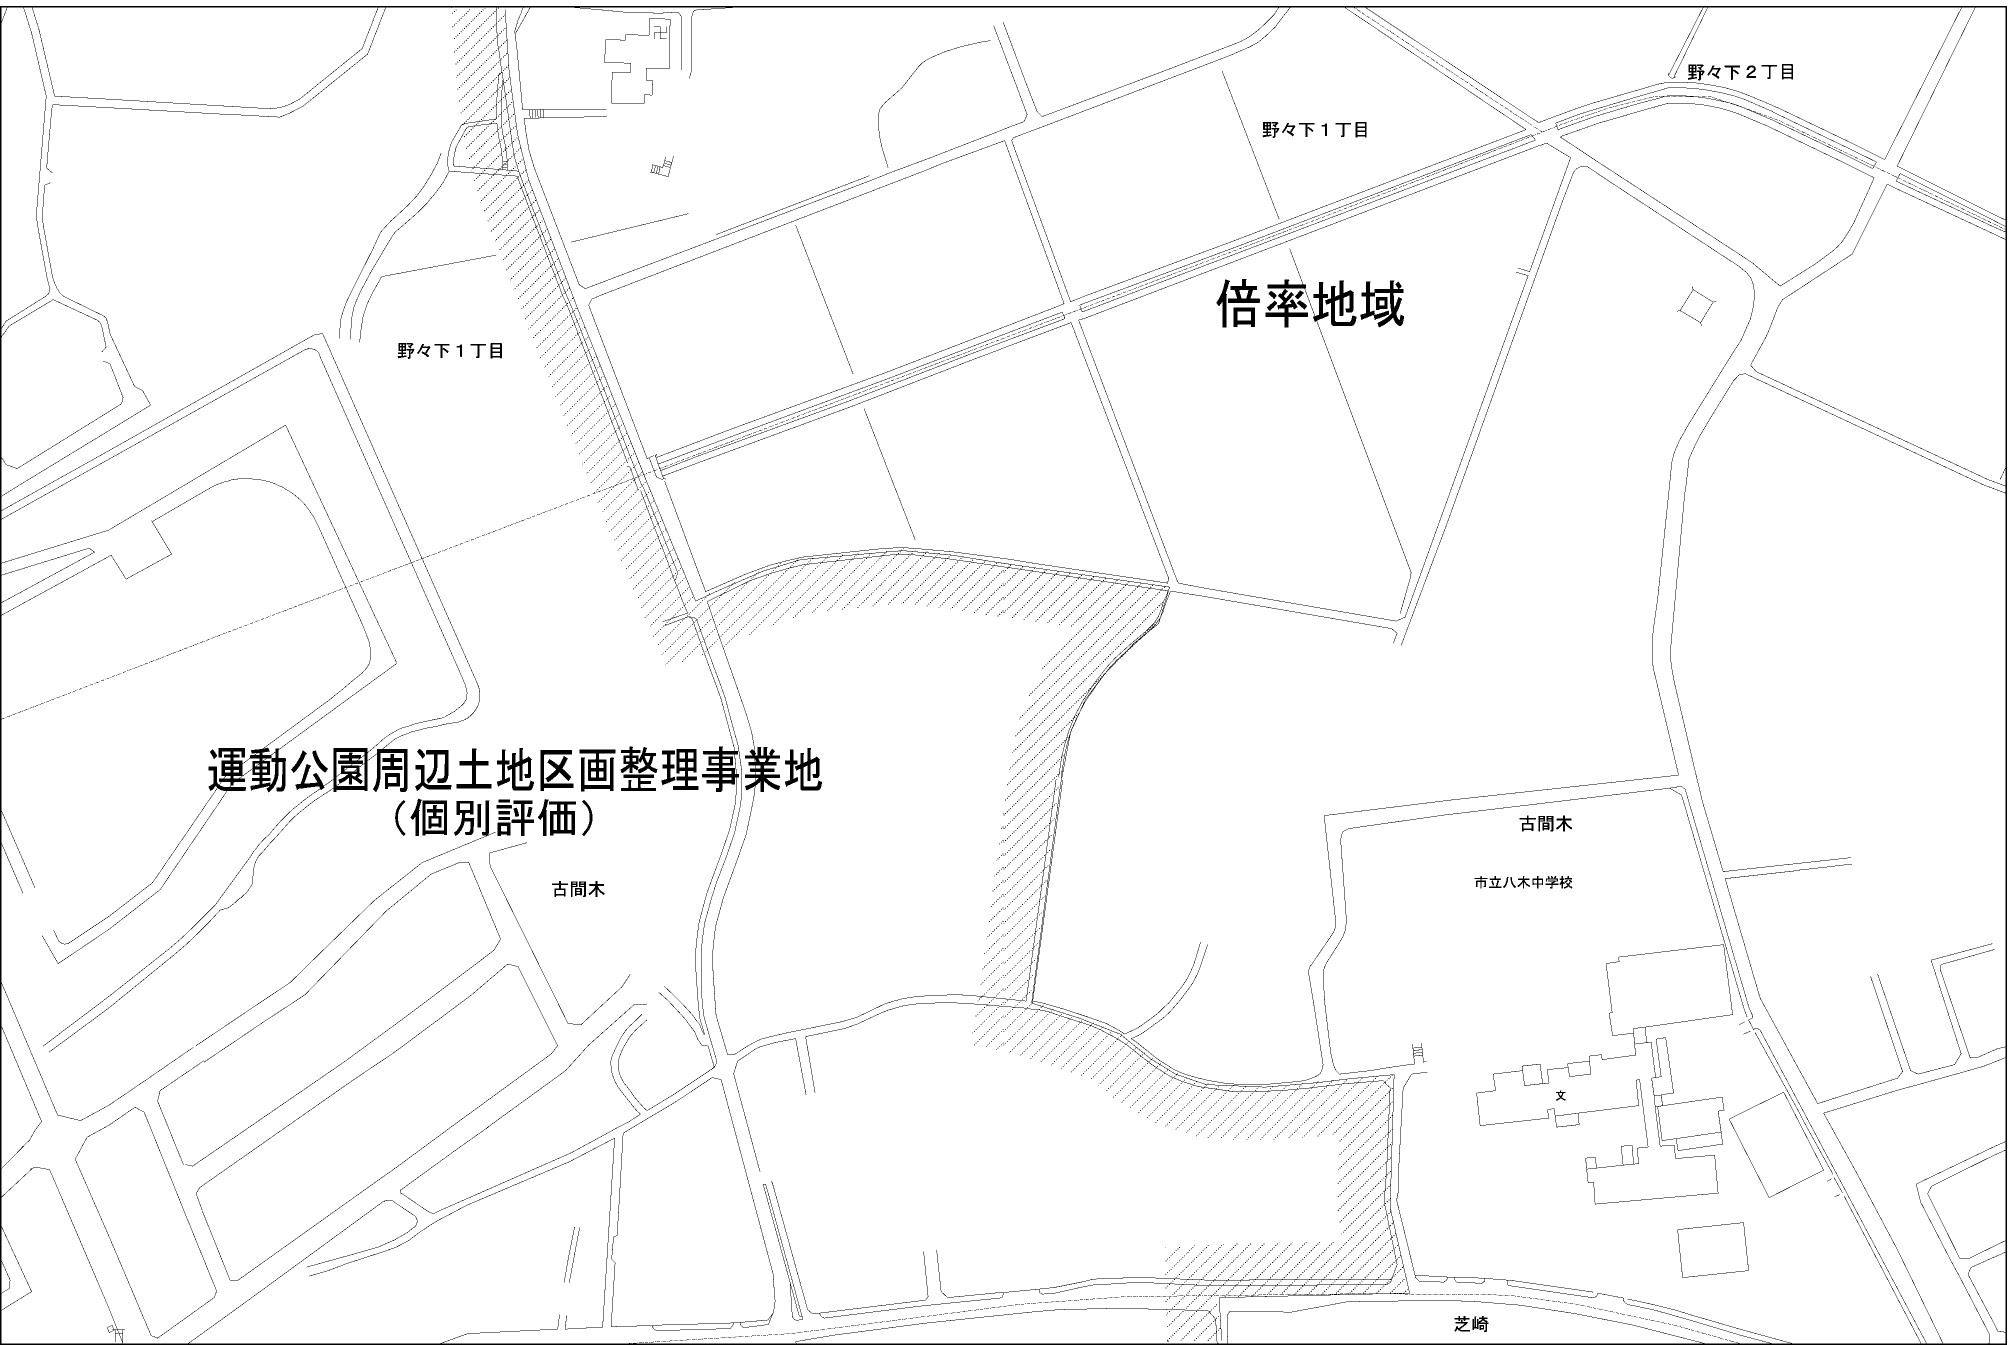 野々下２丁目
野々下１丁目
倍率地域
野々下１丁目
運動公園周辺土地区画整理事業地
（個別評価）
古間木
古間木
市立八木中学校
文
芝崎